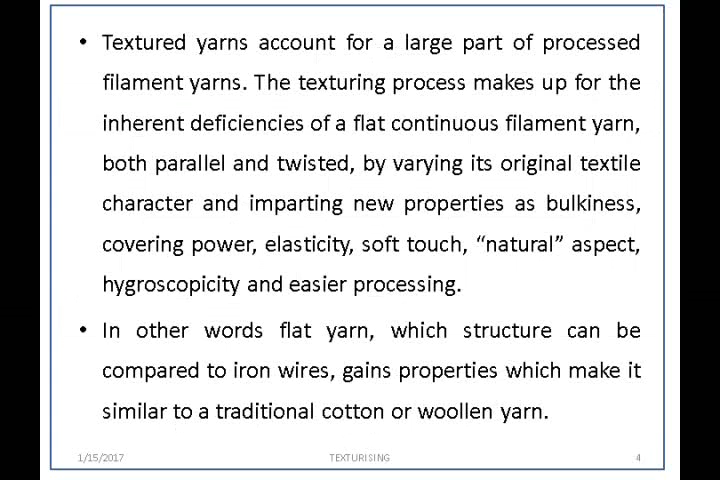 • Textured yarns account for a large part of processed
filament yarns. The texturing process makes up for the
inherent deficiencies of a flat continuous filament yarn,
both parallel and twisted, by varying its original textile
character and imparting new properties as bulkiness,
covering power, elasticity, soft touch, “natural” aspect,
hygroscopicity and easier processing.
• In other words flat yarn, which structure can be
compared to iron wires, gains properties which make it
similar to a traditional cotton or woollen yarn.
1/15/2017 TEXTURISING 4